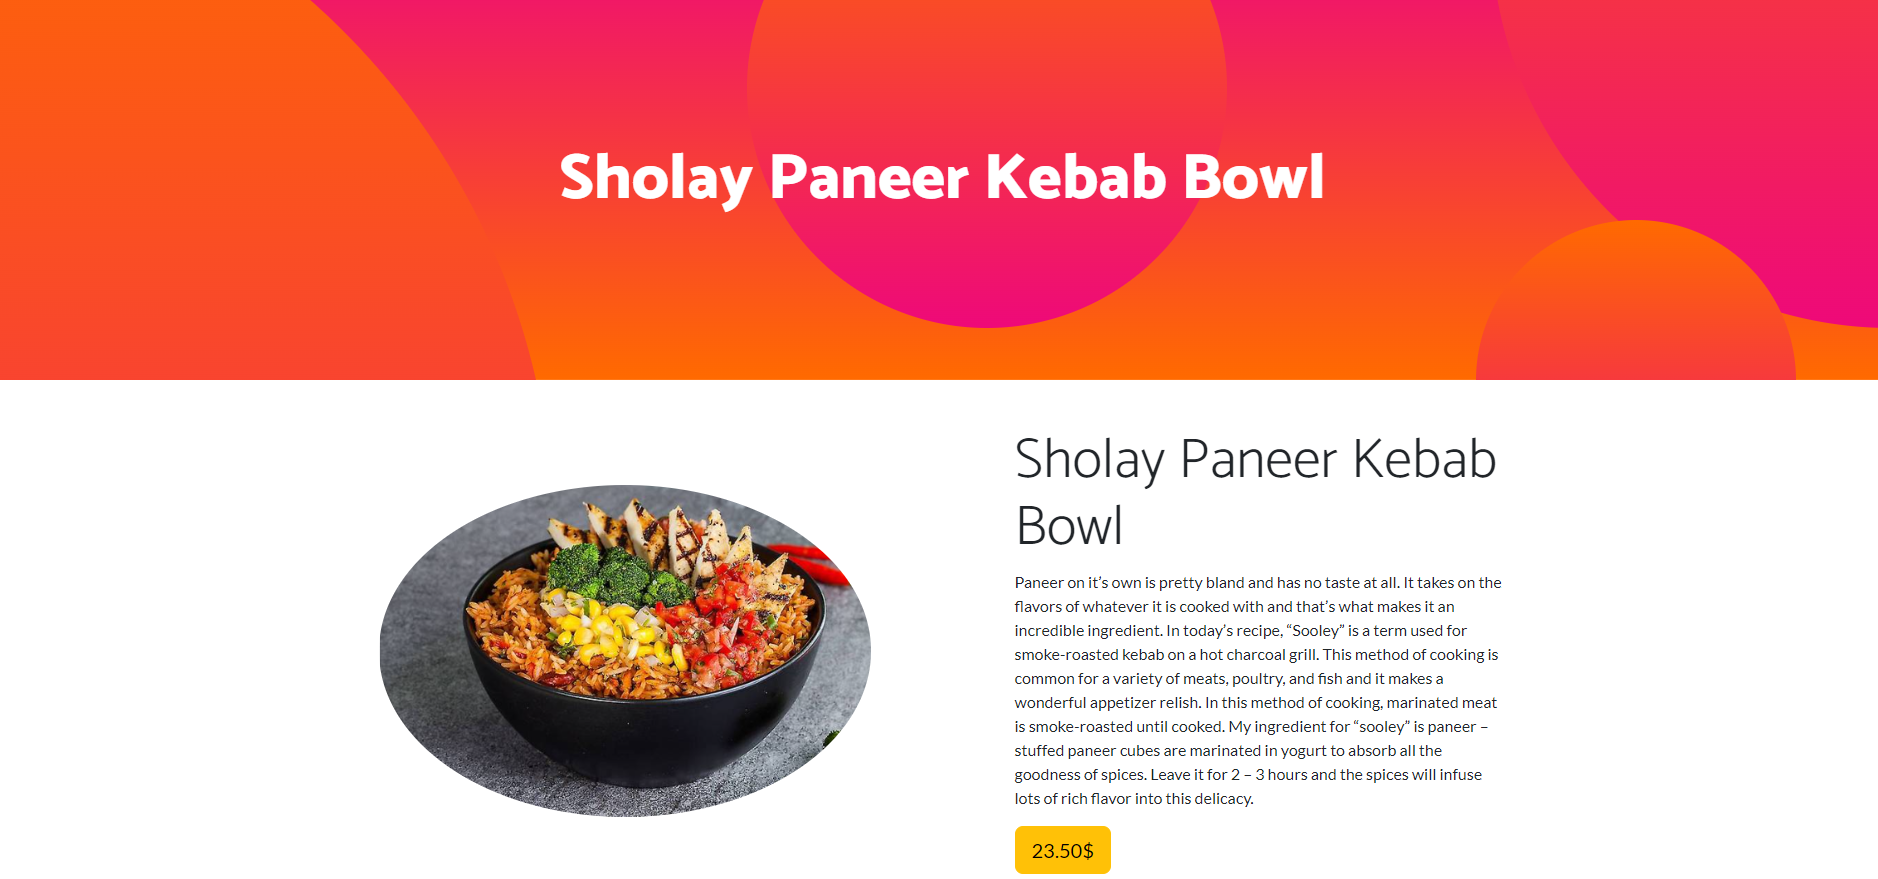 Sholay Paneer Kebab Bowl
Sholay Paneer Kebab
Bowl
Paneer on it’s own is pretty bland and has no taste at all. It takes on the
flavors of whatever it is cooked with and that’s what makes it an
incredible ingredient. In today’s recipe, “Sooley” is a term used for
smoke-roasted kebab on a hot charcoal grill. This method of cooking is
common for a variety of meats, poultry, and fish and it makes a
wonderful appetizer relish. In this method of cooking, marinated meat
is smoke-roasted until cooked. My ingredient for “sooley” is paneer –
stuffed paneer cubes are marinated in yogurt to absorb all the
goodness of spices. Leave it for 2 – 3 hours and the spices will infuse
lots of rich flavor into this delicacy.
23.50$